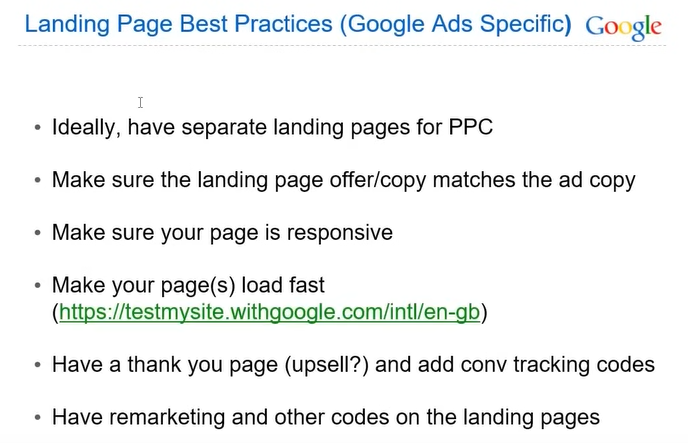 Landing Page Best Practices (Google Ads Specific) Google
• Ideally, have separate landing pages for PPC
• Make sure the landing page offer/copy matches the ad copy
• Make sure your page is responsive
• Make your page(s) load fast
(https://testmysite.withgoogle.com/intl/en-gb)
• Have a thank you page (upsell?) and add conv tracking codes
• Have remarketing and other codes on the landing pages